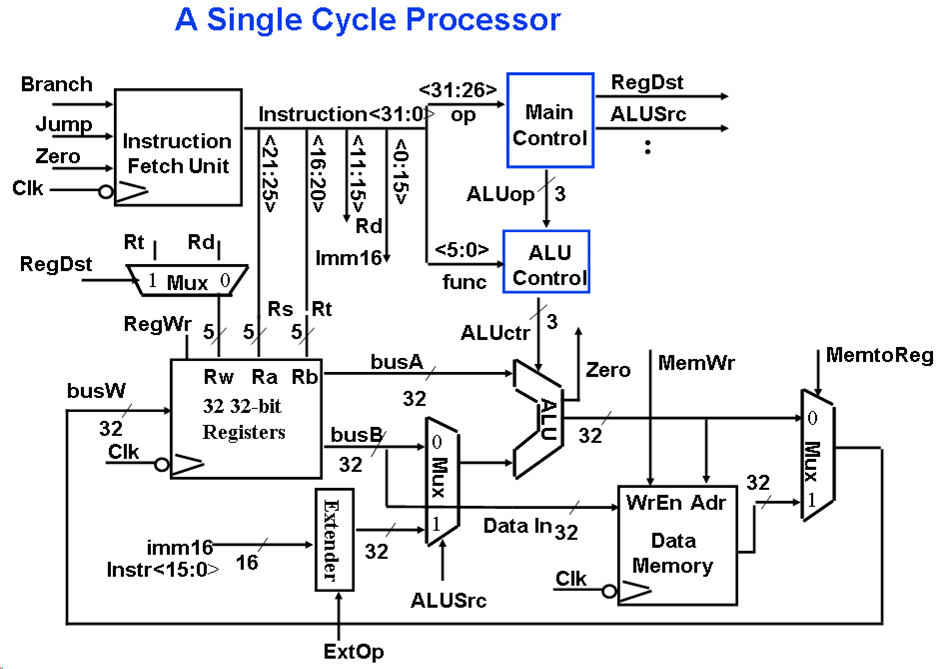 A Single Cycle Processor
Branch
Jump
Zero
Clk
Instruction
Fetch Unit
Instruction<31:0>
<21:25>
<16:20>
<11:15>
<0:15>
Rd
Imm16
<31:26>
op
Main
Control
RegDst
ALUSrc
:
ALUop
3
<5:0>
func
ALU
Control
ALUctr
3
Rt
Rd
RegDst
1 Mux 0
RegWr
5
5
Rs
5
Rt
busW
32
Clk
Rw Ra Rb
32 32-bit
Registers
busA
32
busB
32
0
Mux
1
ALU
Zero
32
MemWr
MemtoReg
0
Mux
1
Data In
32
WrEn Adr
Data
Memory
32
Clk
imm16
Instr<15:0>
16
Extender
32
ALUSrc
ExtOp